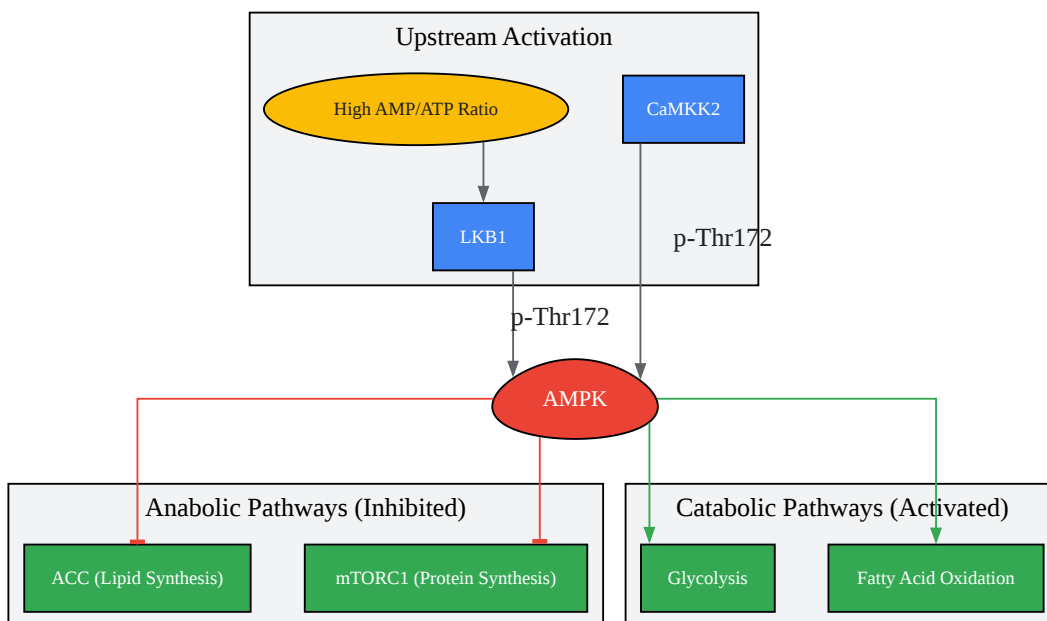 Upstream Activation
High AMP/ATP Ratio
CaMKK2
LKB1
p-Thr172
p-Thr172
AMPK
Anabolic Pathways (Inhibited)
Catabolic Pathways (Activated)
ACC (Lipid Synthesis)
mTORC1 (Protein Synthesis)
Glycolysis
Fatty Acid Oxidation